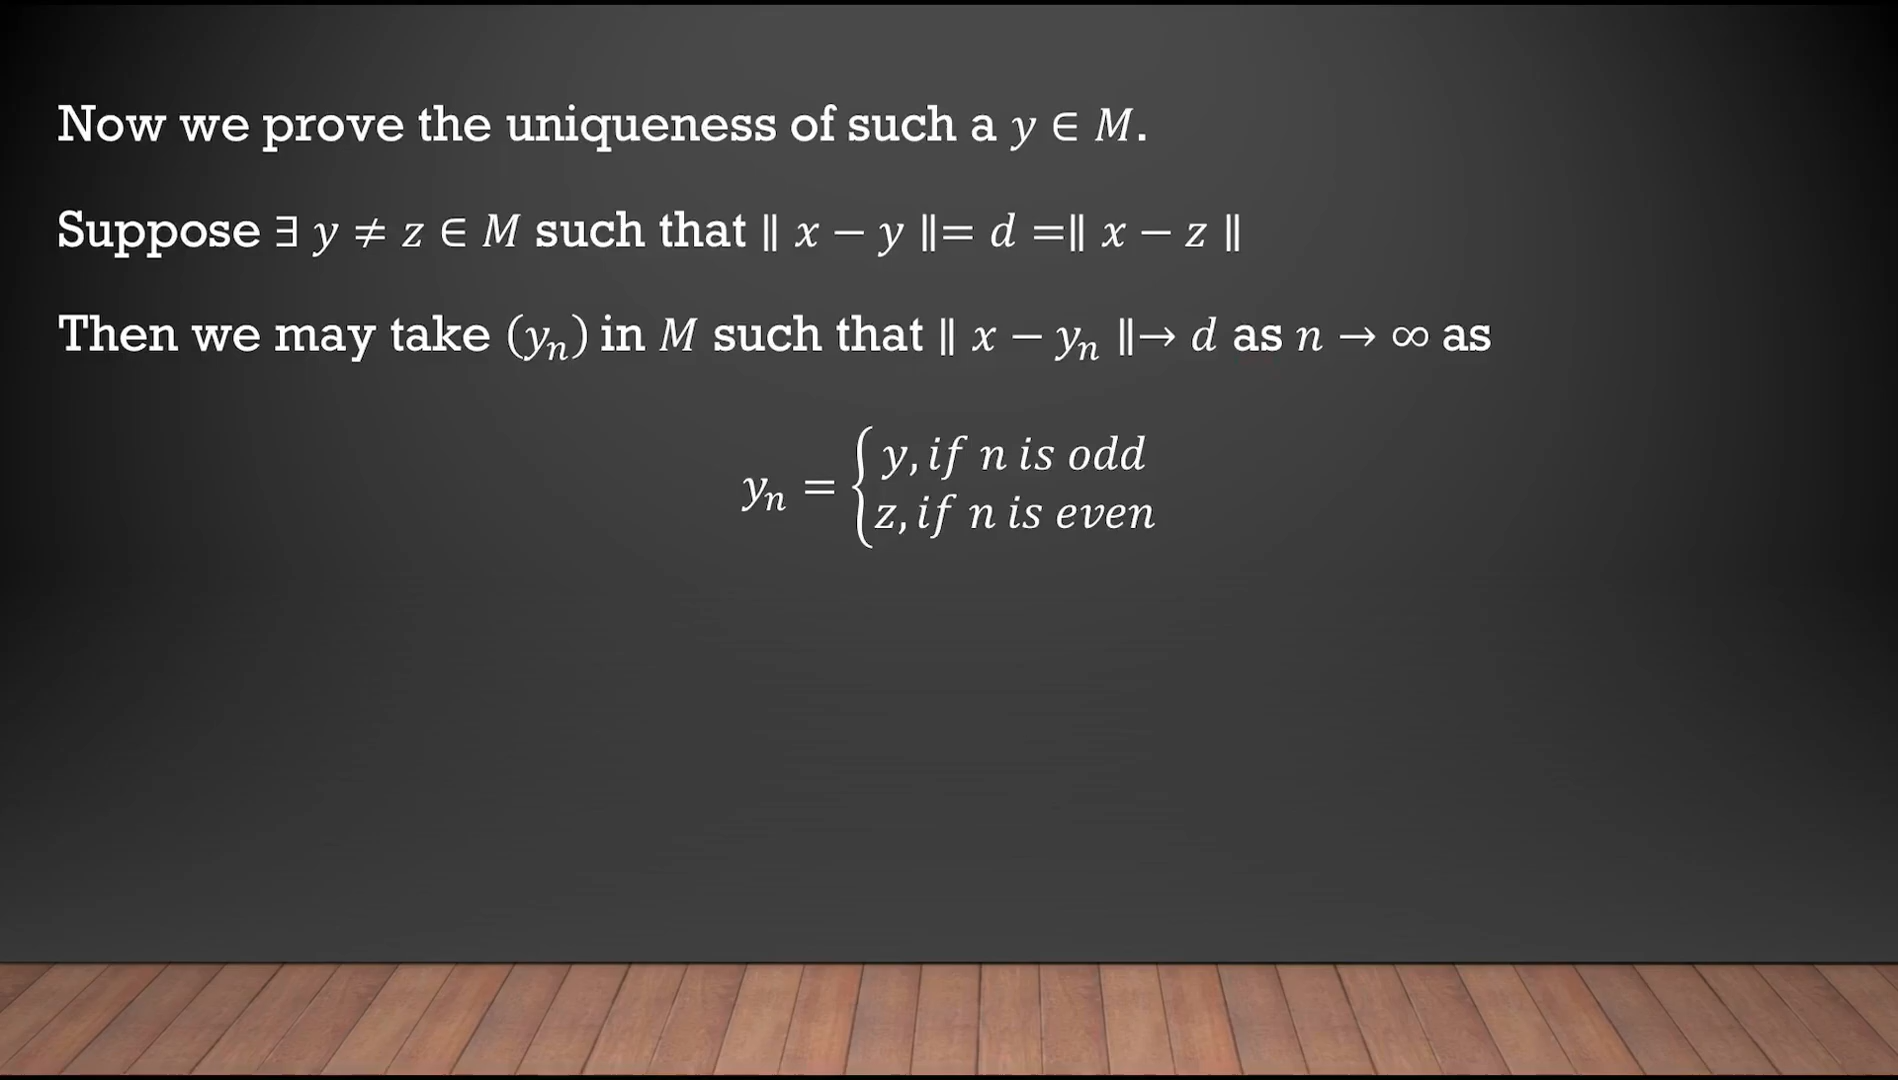 Now we prove the uniqueness of such a y ∈ M.
Suppose ∃ y ≠ z ∈ M such that ‖ x − y ‖= d =‖ x − z ‖
Then we may take (yₙ) in M such that ‖ x − yₙ ‖→ d as n → ∞ as
yₙ = { y, if n is odd
z, if n is even